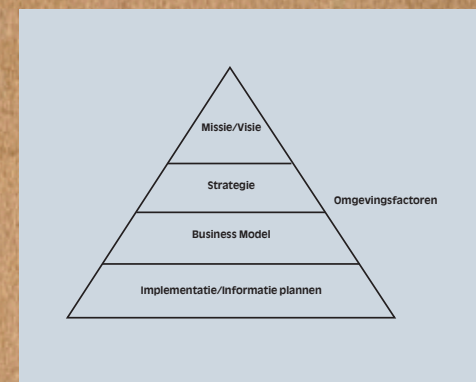 Missie/Visie
Strategie
Omgevingsfactoren
Business Model
Implementatie/Informatie plannen